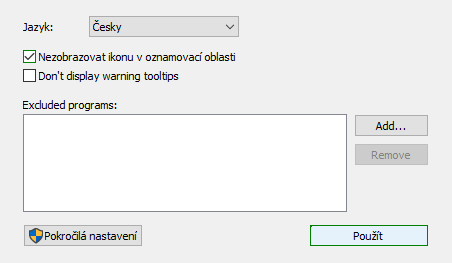 Jazyk:
Česky
Nezobrazovat ikonu v oznamovací oblasti
Don't display warning tooltips
Excluded programs:
Add...
Remove
Pokročilá nastavení
Použít